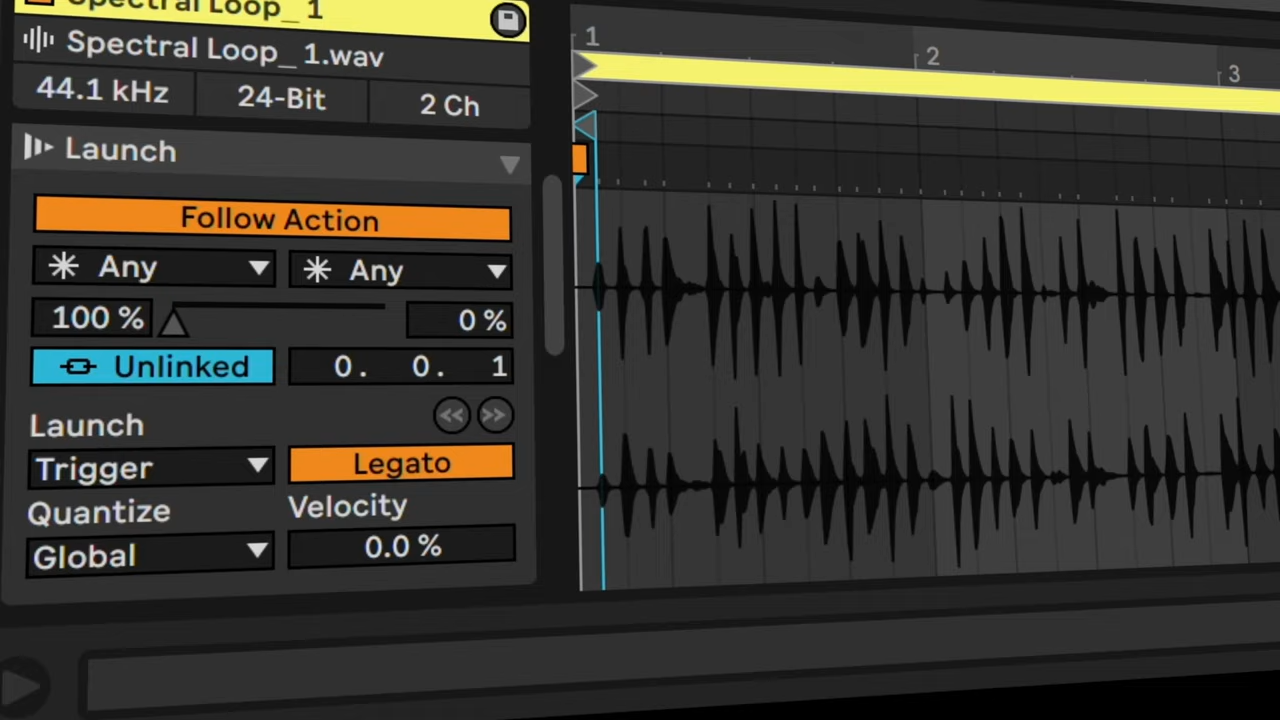 Spectral Loop_ 1
Spectral Loop_ 1.wav
44.1 kHz 24-Bit 2 Ch
Launch
Follow Action
Any Any
100 % 0 %
Unlinked 0. 0. 1
Launch
Trigger Legato
Quantize Velocity
Global 0.0 %
1 2 3